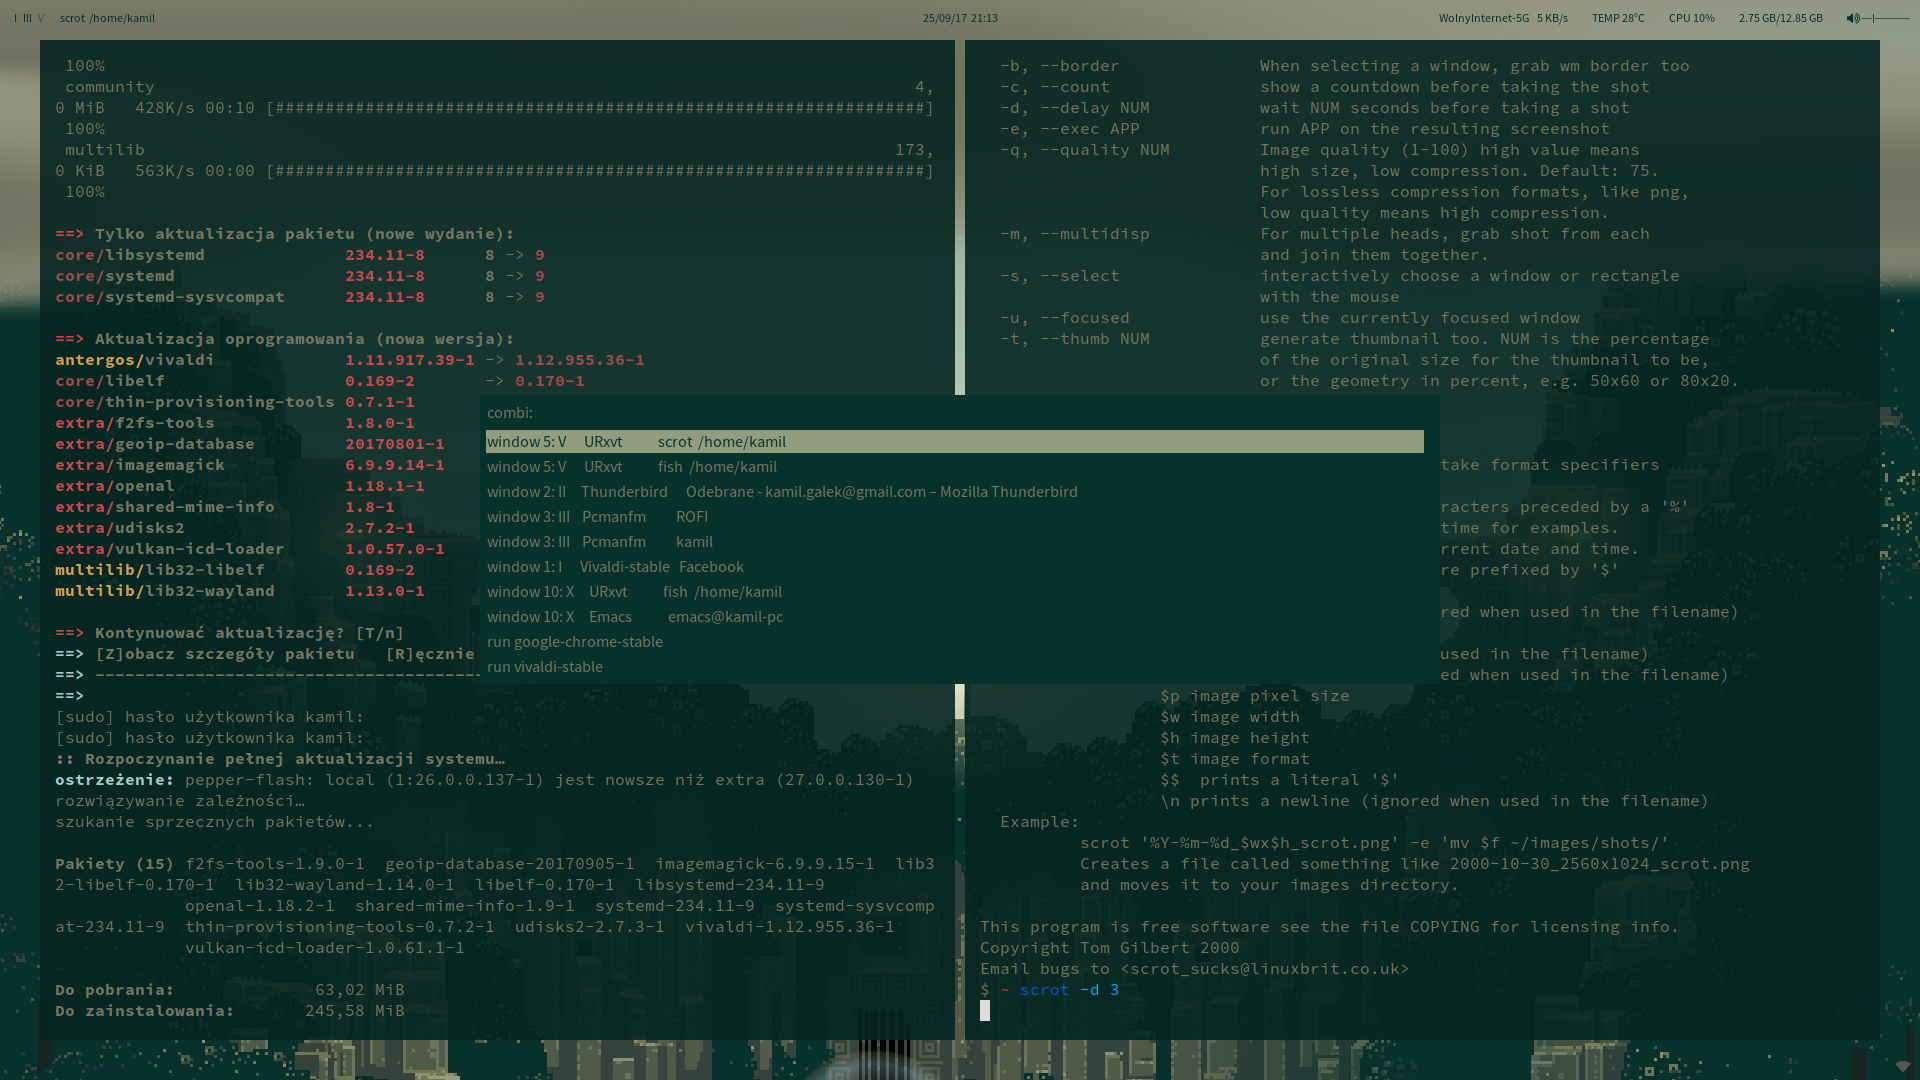 I III V scrot /home/kamil
25/09/17 21:13
WolnyInternet-5G 5 KB/s TEMP 28°C CPU 10% 2.75 GB/12.85 GB
100%
community 4,
0 MiB 428K/s 00:10 [#################################################################]
100%
multilib 173,
0 KiB 563K/s 00:00 [#################################################################]
100%
==> Tylko aktualizacja pakietu (nowe wydanie):
core/libsystemd 234.11-8 8 -> 9
core/systemd 234.11-8 8 -> 9
core/systemd-sysvcompat 234.11-8 8 -> 9
==> Aktualizacja oprogramowania (nowa wersja):
antergos/vivaldi 1.11.917.39-1 -> 1.12.955.36-1
core/libelf 0.169-2 -> 0.170-1
core/thin-provisioning-tools 0.7.1-1
extra/f2fs-tools 1.8.0-1
extra/geoip-database 20170801-1
extra/imagemagick 6.9.9.14-1
extra/openal 1.18.1-1
extra/shared-mime-info 1.8-1
extra/udisks2 2.7.2-1
extra/vulkan-icd-loader 1.0.57.0-1
multilib/lib32-libelf 0.169-2
multilib/lib32-wayland 1.13.0-1
==> Kontynuować aktualizację? [T/n]
==> [Z]obacz szczegóły pakietu [R]ęcznie
==> ---------------------------------------
==>
[sudo] hasło użytkownika kamil:
[sudo] hasło użytkownika kamil:
:: Rozpoczynanie pełnej aktualizacji systemu…
ostrzeżenie: pepper-flash: local (1:26.0.0.137-1) jest nowsze niż extra (27.0.0.130-1)
rozwiązywanie zależności…
szukanie sprzecznych pakietów...
Pakiety (15) f2fs-tools-1.9.0-1 geoip-database-20170905-1 imagemagick-6.9.9.15-1 lib3
2-libelf-0.170-1 lib32-wayland-1.14.0-1 libelf-0.170-1 libsystemd-234.11-9
openal-1.18.2-1 shared-mime-info-1.9-1 systemd-234.11-9 systemd-sysvcomp
at-234.11-9 thin-provisioning-tools-0.7.2-1 udisks2-2.7.3-1 vivaldi-1.12.955.36-1
vulkan-icd-loader-1.0.61.1-1
Do pobrania: 63,02 MiB
Do zainstalowania: 245,58 MiB
combi:
window 5: V URxvt scrot /home/kamil
window 5: V URxvt fish /home/kamil
window 2: II Thunderbird Odebrane - kamil.galek@gmail.com – Mozilla Thunderbird
window 3: III Pcmanfm ROFI
window 3: III Pcmanfm kamil
window 1: I Vivaldi-stable Facebook
window 10: X URxvt fish /home/kamil
window 10: X Emacs emacs@kamil-pc
run google-chrome-stable
run vivaldi-stable
-b, --border When selecting a window, grab wm border too
-c, --count show a countdown before taking the shot
-d, --delay NUM wait NUM seconds before taking a shot
-e, --exec APP run APP on the resulting screenshot
-q, --quality NUM Image quality (1-100) high value means
high size, low compression. Default: 75.
For lossless compression formats, like png,
low quality means high compression.
-m, --multidisp For multiple heads, grab shot from each
and join them together.
-s, --select interactively choose a window or rectangle
with the mouse
-u, --focused use the currently focused window
-t, --thumb NUM generate thumbnail too. NUM is the percentage
of the original size for the thumbnail to be,
or the geometry in percent, e.g. 50x60 or 80x20.
take format specifiers
racters preceded by a '%'
time for examples.
rrent date and time.
re prefixed by '$'
red when used in the filename)
used in the filename)
ed when used in the filename)
$p image pixel size
$w image width
$h image height
$t image format
$$ prints a literal '$'
\n prints a newline (ignored when used in the filename)
Example:
scrot '%Y-%m-%d_$wx$h_scrot.png' -e 'mv $f ~/images/shots/'
Creates a file called something like 2000-10-30_2560x1024_scrot.png
and moves it to your images directory.
This program is free software see the file COPYING for licensing info.
Copyright Tom Gilbert 2000
Email bugs to <scrot_sucks@linuxbrit.co.uk>
$ ~ scrot -d 3